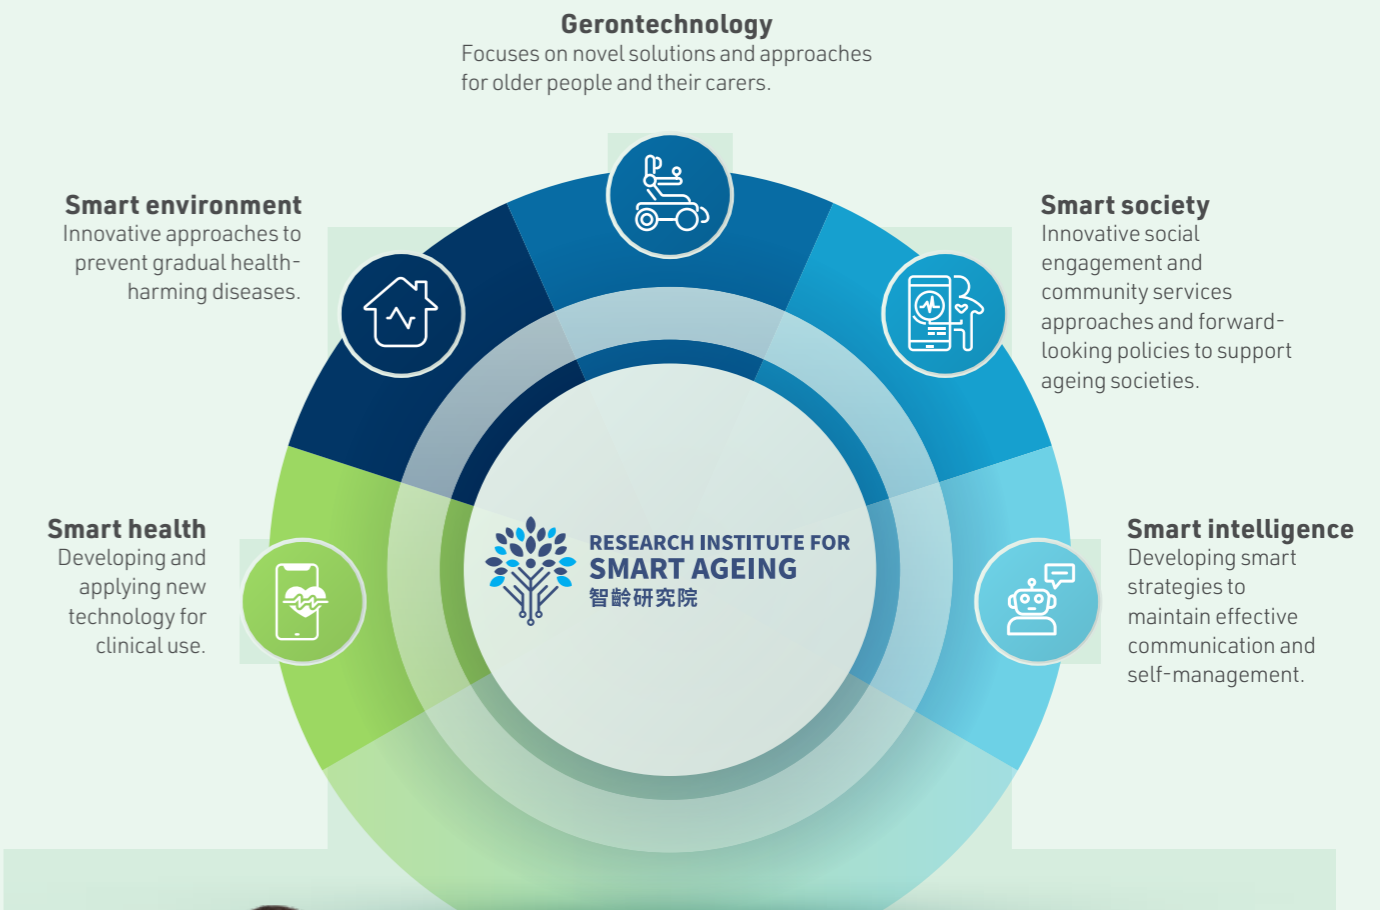 Gerontechnology
Focuses on novel solutions and approaches
for older people and their carers.
Smart environment
Innovative approaches to
prevent gradual health-
harming diseases.
Smart society
Innovative social
engagement and
community services
approaches and forward-
looking policies to support
ageing societies.
Smart health
Developing and
applying new
technology for
clinical use.
RESEARCH INSTITUTE FOR
SMART AGEING
智齡研究院
Smart intelligence
Developing smart
strategies to
maintain effective
communication and
self-management.